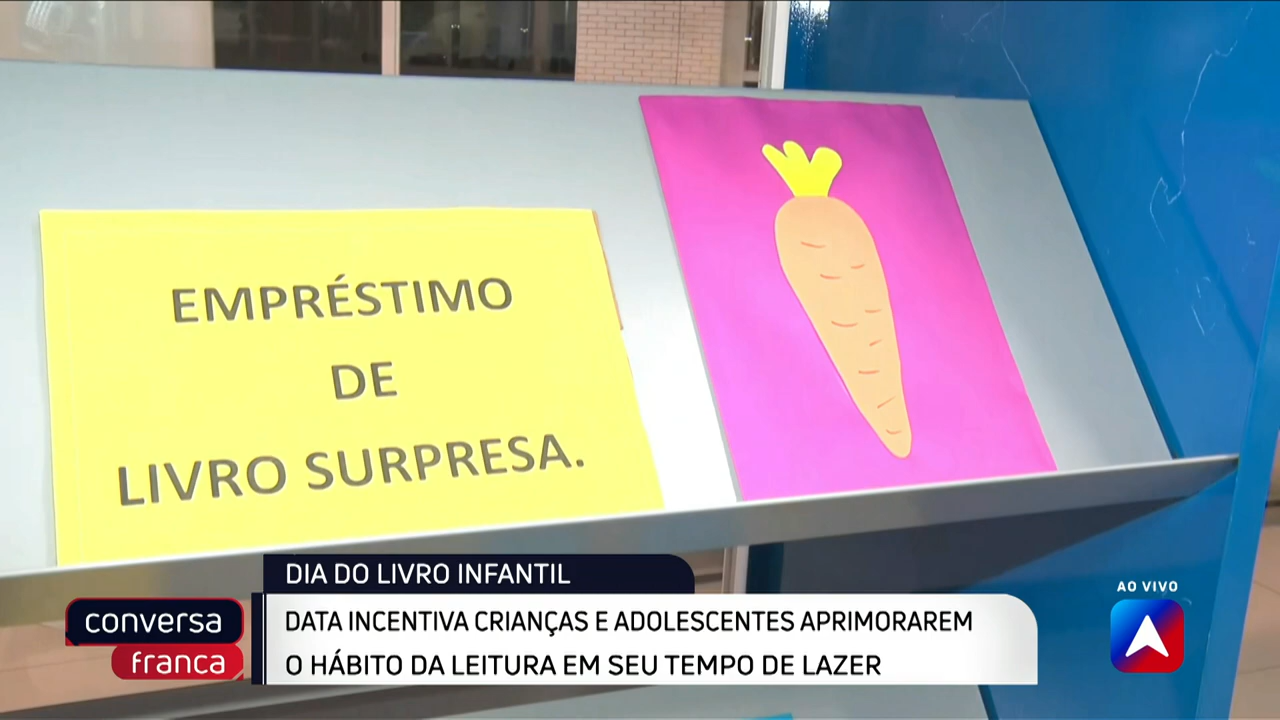 EMPRÉSTIMO
DE
LIVRO SURPRESA.
DIA DO LIVRO INFANTIL
conversa
franca
DATA INCENTIVA CRIANÇAS E ADOLESCENTES APRIMORAREM
O HÁBITO DA LEITURA EM SEU TEMPO DE LAZER
AO VIVO